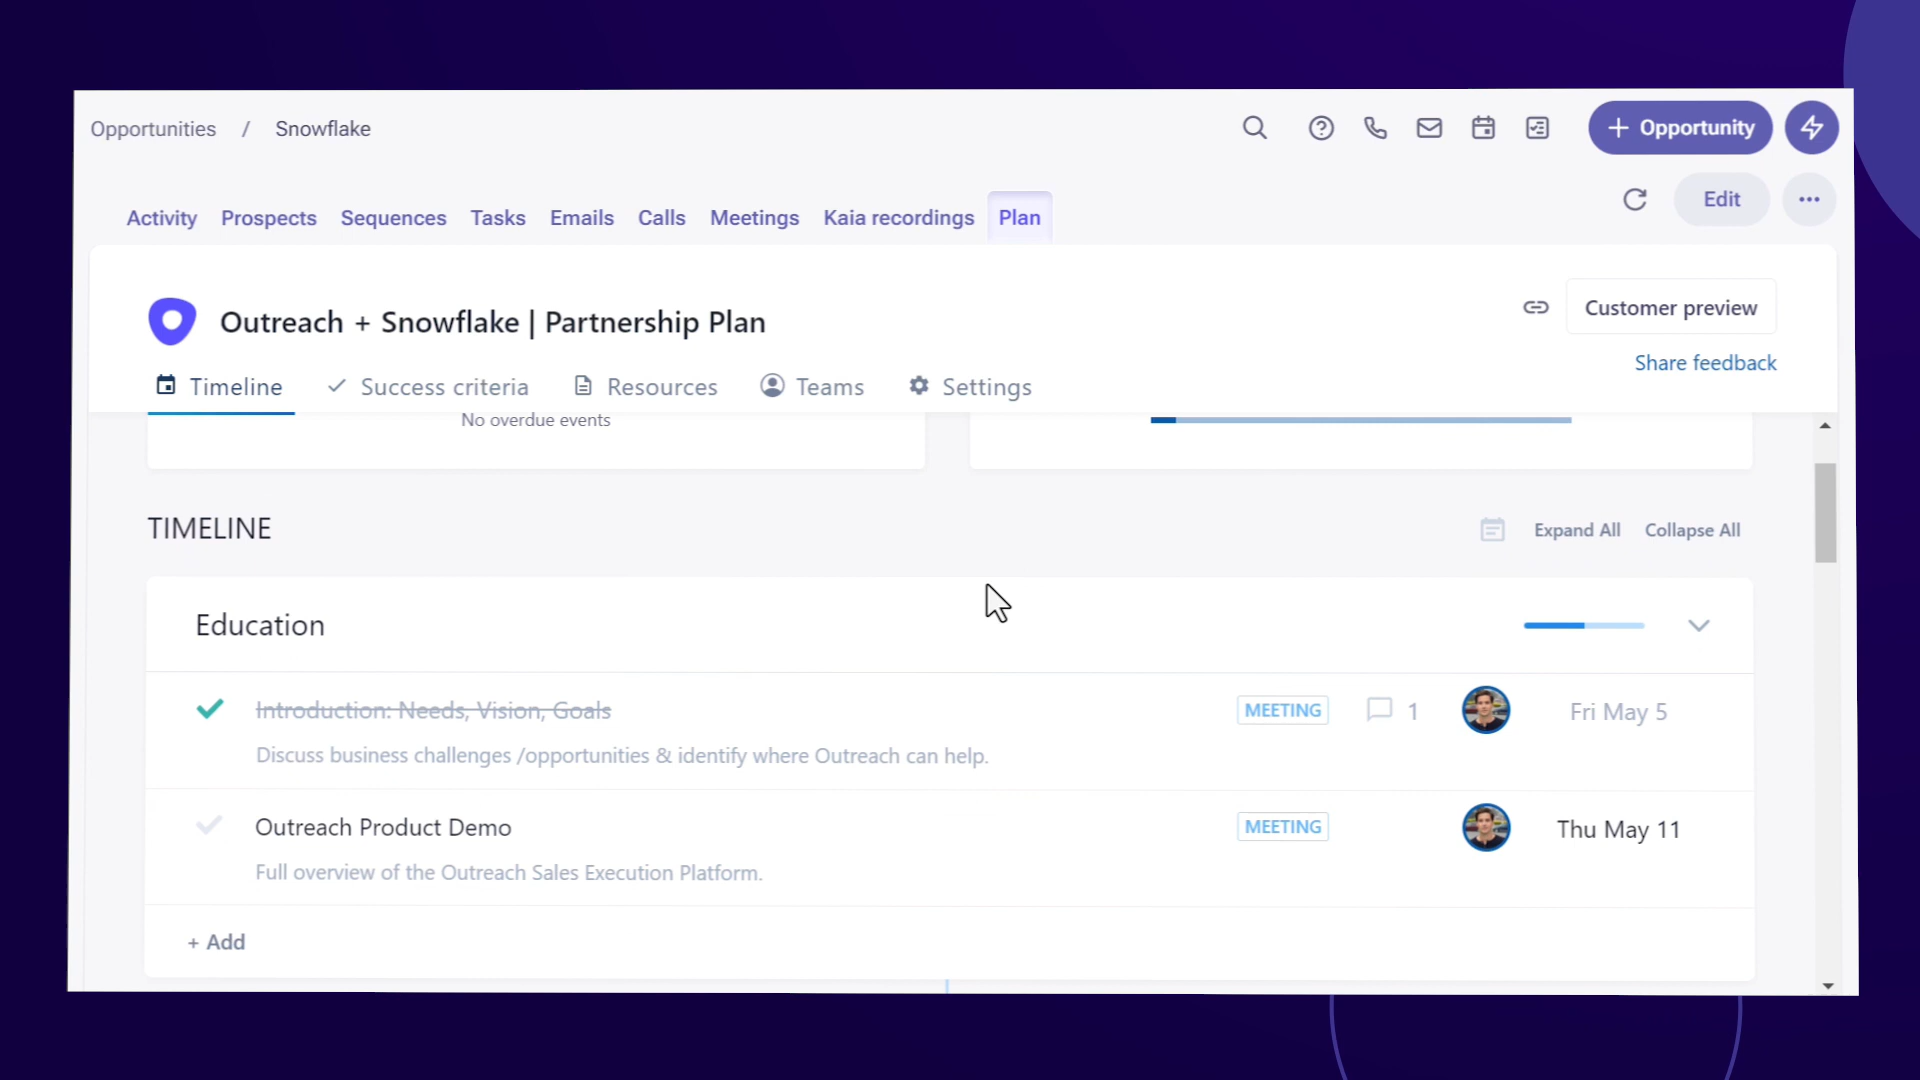 Opportunities / Snowflake
+ Opportunity
Edit
Activity Prospects Sequences Tasks Emails Calls Meetings Kaia recordings Plan
Outreach + Snowflake | Partnership Plan
Customer preview
Share feedback
Timeline Success criteria Resources Teams Settings
No overdue events
TIMELINE
Expand All Collapse All
Education
Introduction: Needs, Vision, Goals MEETING 1 Fri May 5
Discuss business challenges /opportunities & identify where Outreach can help.
Outreach Product Demo MEETING Thu May 11
Full overview of the Outreach Sales Execution Platform.
+ Add